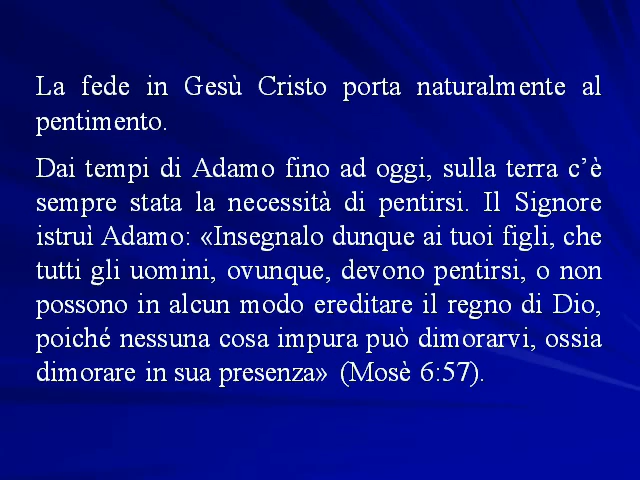 La fede in Gesù Cristo porta naturalmente al
pentimento.
Dai tempi di Adamo fino ad oggi, sulla terra c’è
sempre stata la necessità di pentirsi. Il Signore
istruì Adamo: «Insegnalo dunque ai tuoi figli, che
tutti gli uomini, ovunque, devono pentirsi, o non
possono in alcun modo ereditare il regno di Dio,
poiché nessuna cosa impura può dimorarvi, ossia
dimorare in sua presenza» (Mosè 6:57).